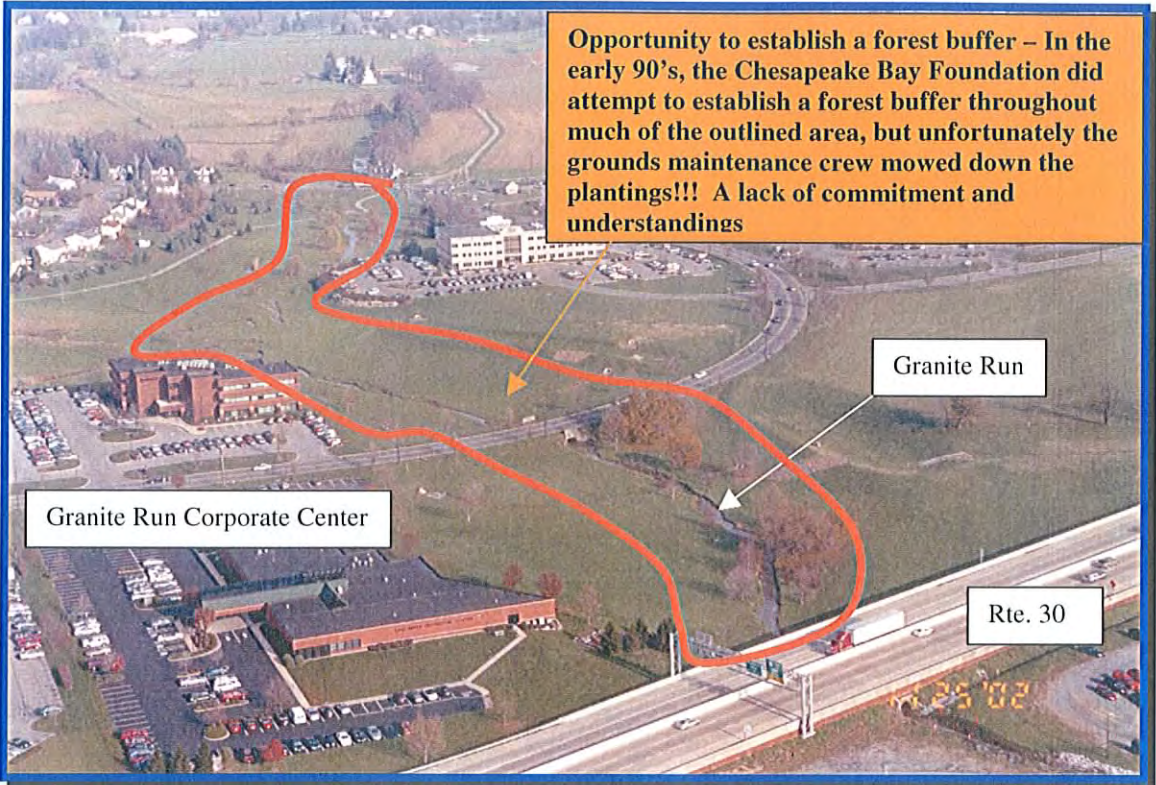 Opportunity to establish a forest buffer – In the
early 90's, the Chesapeake Bay Foundation did
attempt to establish a forest buffer throughout
much of the outlined area, but unfortunately the
grounds maintenance crew mowed down the
plantings!!! A lack of commitment and
understandings
Granite Run
Granite Run Corporate Center
Rte. 30
25 '02